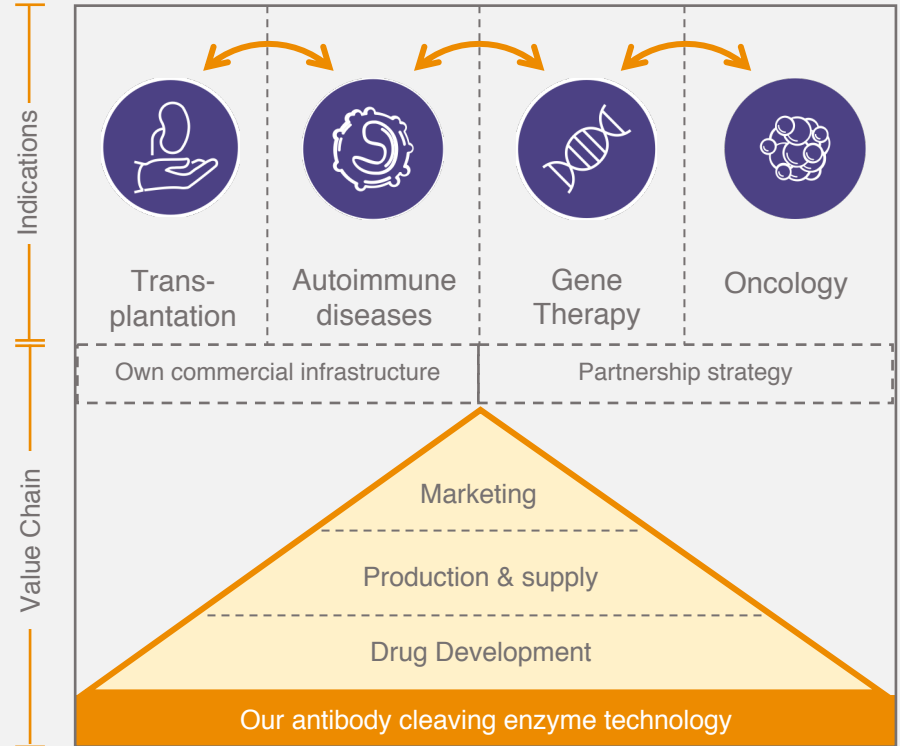 Indications
Trans-
plantation
Autoimmune
diseases
Gene
Therapy
Oncology
Own commercial infrastructure
Partnership strategy
Value Chain
Marketing
Production & supply
Drug Development
Our antibody cleaving enzyme technology